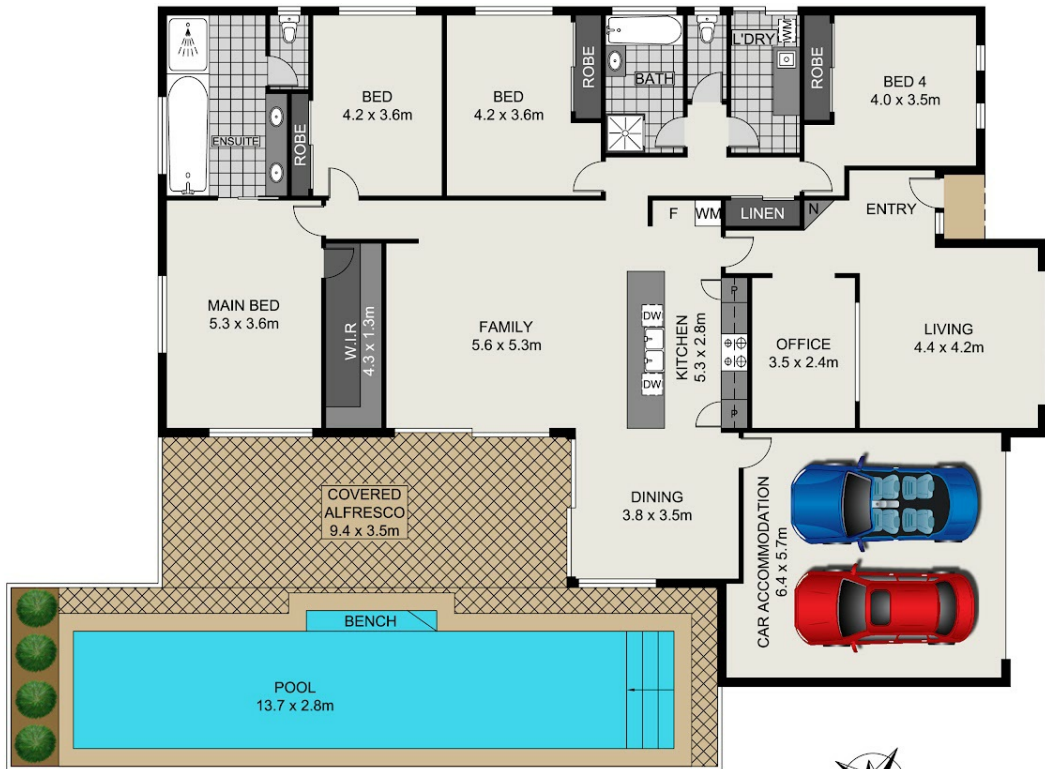 ENSUITE
ROBE
BED
4.2 x 3.6m
BED
4.2 x 3.6m
ROBE
BATH
L'DRY
WM
ROBE
BED 4
4.0 x 3.5m
MAIN BED
5.3 x 3.6m
W.I.R
4.3 x 1.3m
FAMILY
5.6 x 5.3m
F
WM
LINEN
N
ENTRY
DW
DW
KITCHEN
5.3 x 2.8m
P
P
OFFICE
3.5 x 2.4m
LIVING
4.4 x 4.2m
COVERED
ALFRESCO
9.4 x 3.5m
DINING
3.8 x 3.5m
CAR ACCOMMODATION
6.4 x 5.7m
BENCH
POOL
13.7 x 2.8m